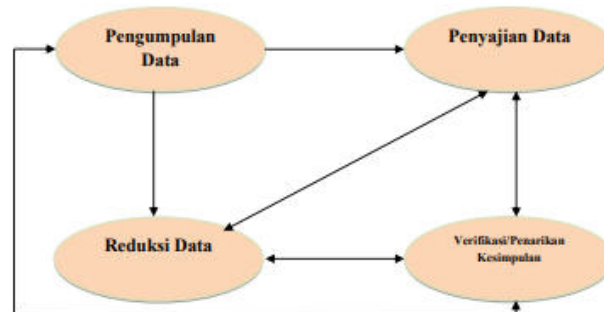 Pengumpulan
Data
Penyajian Data
Reduksi Data
Verifikasi/Penarikan
Kesimpulan